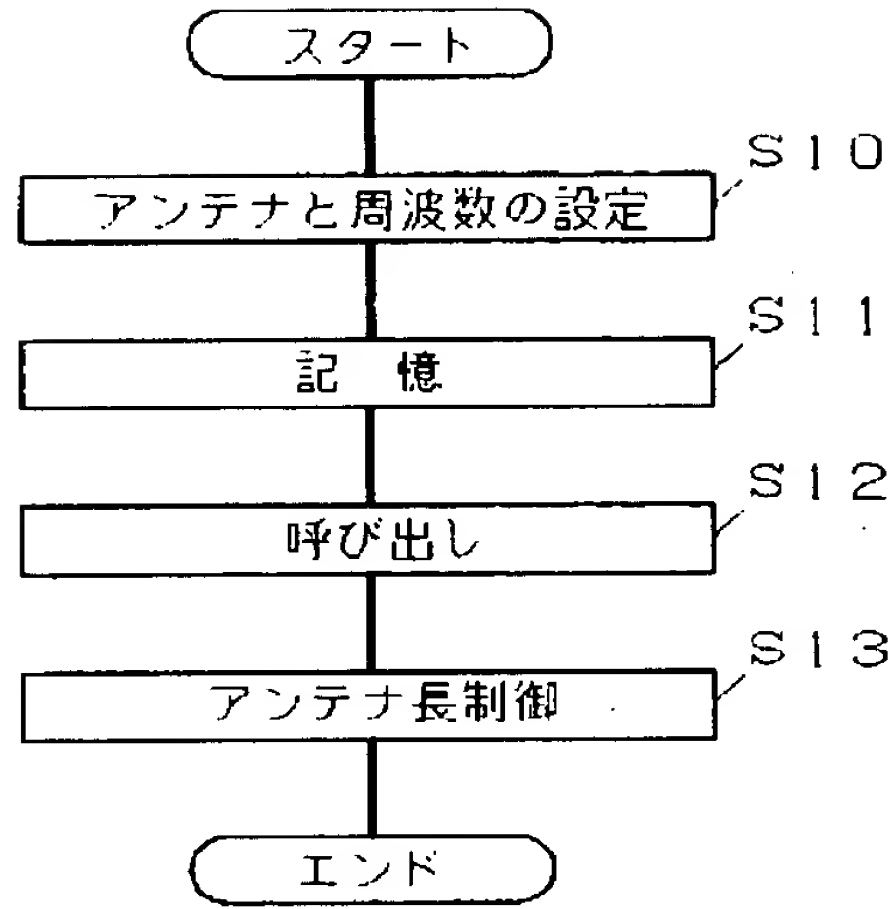 スタート
S10
アンテナと周波数の設定
S11
記 憶
S12
呼び出し
S13
アンテナ長制御
エンド